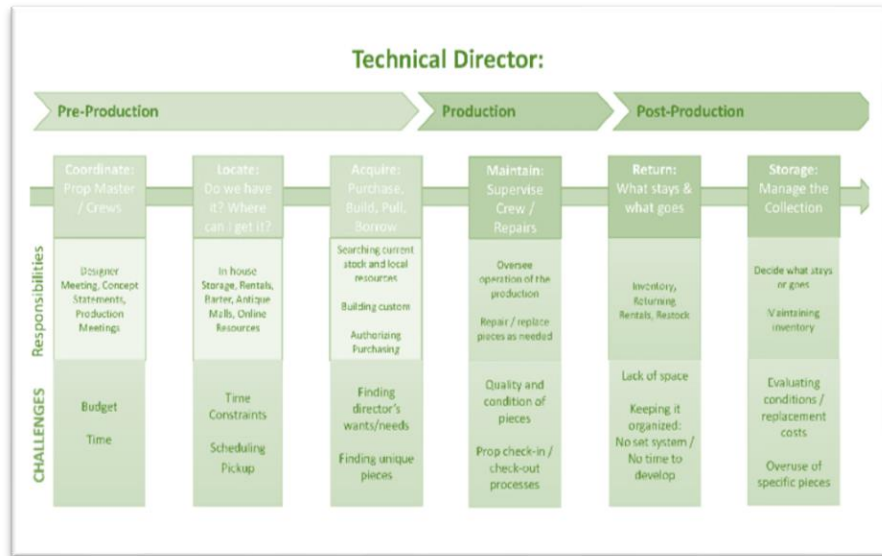 Technical Director:
Pre-Production
Production
Post-Production
Coordinate:
Prop Master
/ Crews
Locate:
Do we have
it? Where
can I get it?
Acquire:
Purchase,
Build, Pull,
Borrow
Maintain:
Supervise
Crew /
Repairs
Return:
What stays &
what goes
Storage:
Manage the
Collection
Responsibilities
Designer
Meeting, Concept
Statements,
Production
Meetings
In house
Storage, Rentals,
Barter, Antique
Malls, Online
Resources
Searching current
stock and local
resources
Building custom
Authorizing
Purchasing
Oversee
operation of the
production
Repair / replace
pieces as needed
Inventory,
Returning
Rentals, Restock
Decide what stays
or goes
Maintaining
inventory
CHALLENGES
Budget
Time
Time
Constraints
Scheduling
Pickup
Finding
director's
wants/needs
Finding unique
pieces
Quality and
condition of
pieces
Prop check-in /
check-out
processes
Lack of space
Keeping it
organized:
No set system /
No time to
develop
Evaluating
conditions /
replacement
costs
Overuse of
specific pieces